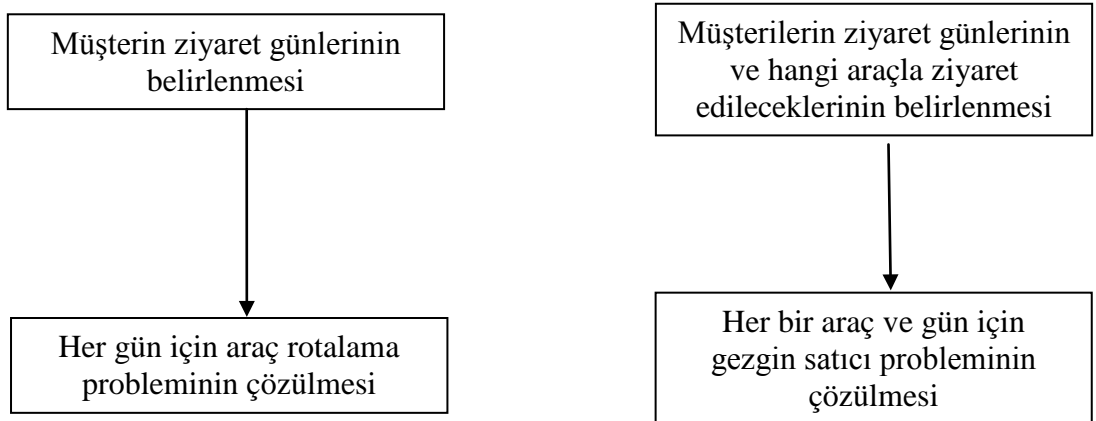 Müşterin ziyaret günlerinin
belirlenmesi
Her gün için araç rotalama
probleminin çözülmesi
Müşterilerin ziyaret günlerinin
ve hangi araçla ziyaret
edileceklerinin belirlenmesi
Her bir araç ve gün için
gezgin satıcı probleminin
çözülmesi